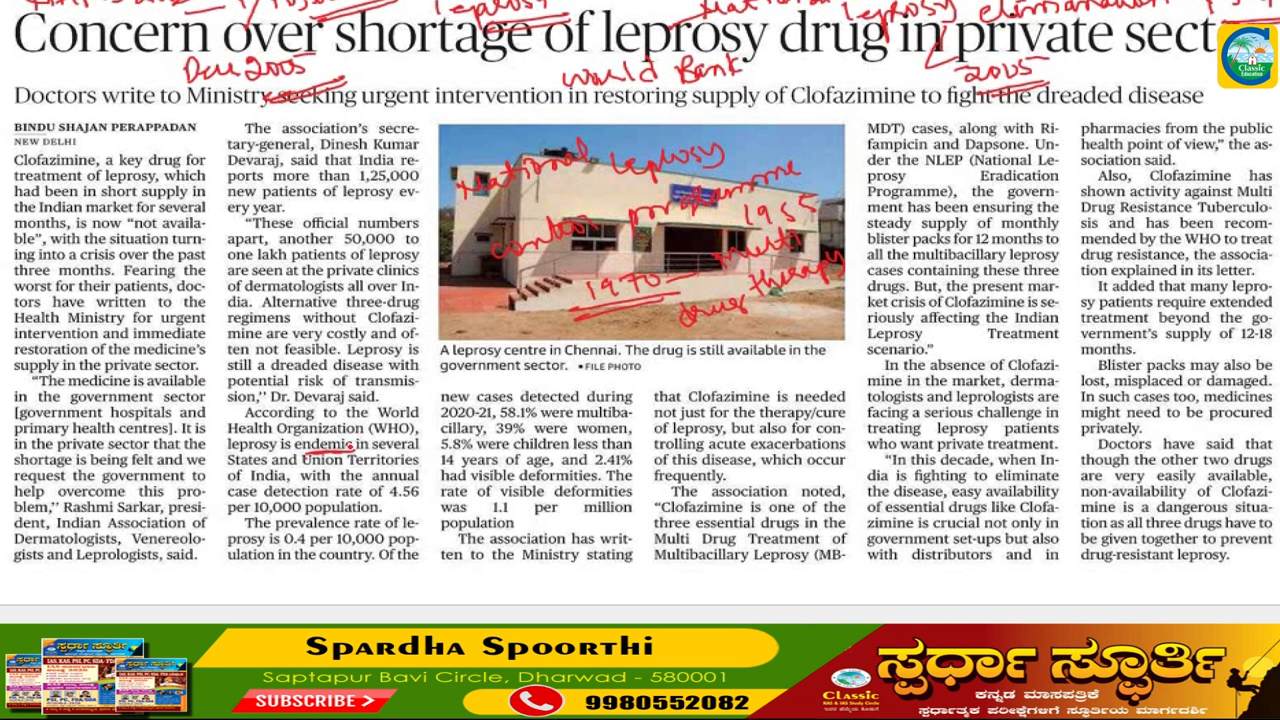 leprosy
National
leprosy elimination
Concern over shortage of leprosy drug in private sect
Dec 2005
World Bank
2005
Doctors write to Ministry seeking urgent intervention in restoring supply of Clofazimine to fight the dreaded disease
BINDU SHAJAN PERAPPADAN
NEW DELHI
Clofazimine, a key drug for
treatment of leprosy, which
had been in short supply in
the Indian market for several
months, is now “not availa-
ble”, with the situation turn-
ing into a crisis over the past
three months. Fearing the
worst for their patients, doc-
tors have written to the
Health Ministry for urgent
intervention and immediate
restoration of the medicine's
supply in the private sector.
“The medicine is available
in the government sector
[government hospitals and
primary health centres]. It is
in the private sector that the
shortage is being felt and we
request the government to
help overcome this pro-
blem,’’ Rashmi Sarkar, presi-
dent, Indian Association of
Dermatologists, Venereolo-
gists and Leprologists, said.
The association's secre-
tary-general, Dinesh Kumar
Devaraj, said that India re-
ports more than 1,25,000
new patients of leprosy ev-
ery year.
“These official numbers
apart, another 50,000 to
one lakh patients of leprosy
are seen at the private clinics
of dermatologists all over In-
dia. Alternative three-drug
regimens without Clofazi-
mine are very costly and of-
ten not feasible. Leprosy is
still a dreaded disease with
potential risk of transmis-
sion,’’ Dr. Devaraj said.
According to the World
Health Organization (WHO),
leprosy is endemic in several
States and Union Territories
of India, with the annual
case detection rate of 4.56
per 10,000 population.
The prevalence rate of le-
prosy is 0.4 per 10,000 pop-
ulation in the country. Of the
National leprosy
control programme
1955
1970 — multi
drug therapy
A leprosy centre in Chennai. The drug is still available in the
government sector. •FILE PHOTO
new cases detected during
2020-21, 58.1% were multiba-
cillary, 39% were women,
5.8% were children less than
14 years of age, and 2.41%
had visible deformities. The
rate of visible deformities
was 1.1 per million
population
The association has writ-
ten to the Ministry stating
that Clofazimine is needed
not just for the therapy/cure
of leprosy, but also for con-
trolling acute exacerbations
of this disease, which occur
frequently.
The association noted,
“Clofazimine is one of the
three essential drugs in the
Multi Drug Treatment of
Multibacillary Leprosy (MB-
MDT) cases, along with Ri-
fampicin and Dapsone. Un-
der the NLEP (National Le-
prosy Eradication
Programme), the govern-
ment has been ensuring the
steady supply of monthly
blister packs for 12 months to
all the multibacillary leprosy
cases containing these three
drugs. But, the present mar-
ket crisis of Clofazimine is se-
riously affecting the Indian
Leprosy Treatment
scenario.”
In the absence of Clofazi-
mine in the market, derma-
tologists and leprologists are
facing a serious challenge in
treating leprosy patients
who want private treatment.
“In this decade, when In-
dia is fighting to eliminate
the disease, easy availability
of essential drugs like Clofa-
zimine is crucial not only in
government set-ups but also
with distributors and in
pharmacies from the public
health point of view,” the as-
sociation said.
Also, Clofazimine has
shown activity against Multi
Drug Resistance Tuberculo-
sis and has been recom-
mended by the WHO to treat
drug resistance, the associa-
tion explained in its letter.
It added that many lepro-
sy patients require extended
treatment beyond the go-
vernment's supply of 12-18
months.
Blister packs may also be
lost, misplaced or damaged.
In such cases too, medicines
might need to be procured
privately.
Doctors have said that
though the other two drugs
are very easily available,
non-availability of Clofazi-
mine is a dangerous situa-
tion as all three drugs have to
be given together to prevent
drug-resistant leprosy.
Classic
Education
Spardha Spoorthi
Saptapur Bavi Circle, Dharwad - 580001
SUBSCRIBE >
9980552082
Classic
KAS & IAS Study Circle
ಸ್ಪರ್ಧಾ ಸ್ಫೂರ್ತಿ
ಕನ್ನಡ ಮಾಸಪತ್ರಿಕೆ
ಸ್ಪರ್ಧಾತ್ಮಕ ಪರೀಕ್ಷೆಗಳಿಗೆ ಸ್ಫೂರ್ತಿಯ ಮಾರ್ಗದರ್ಶಿ